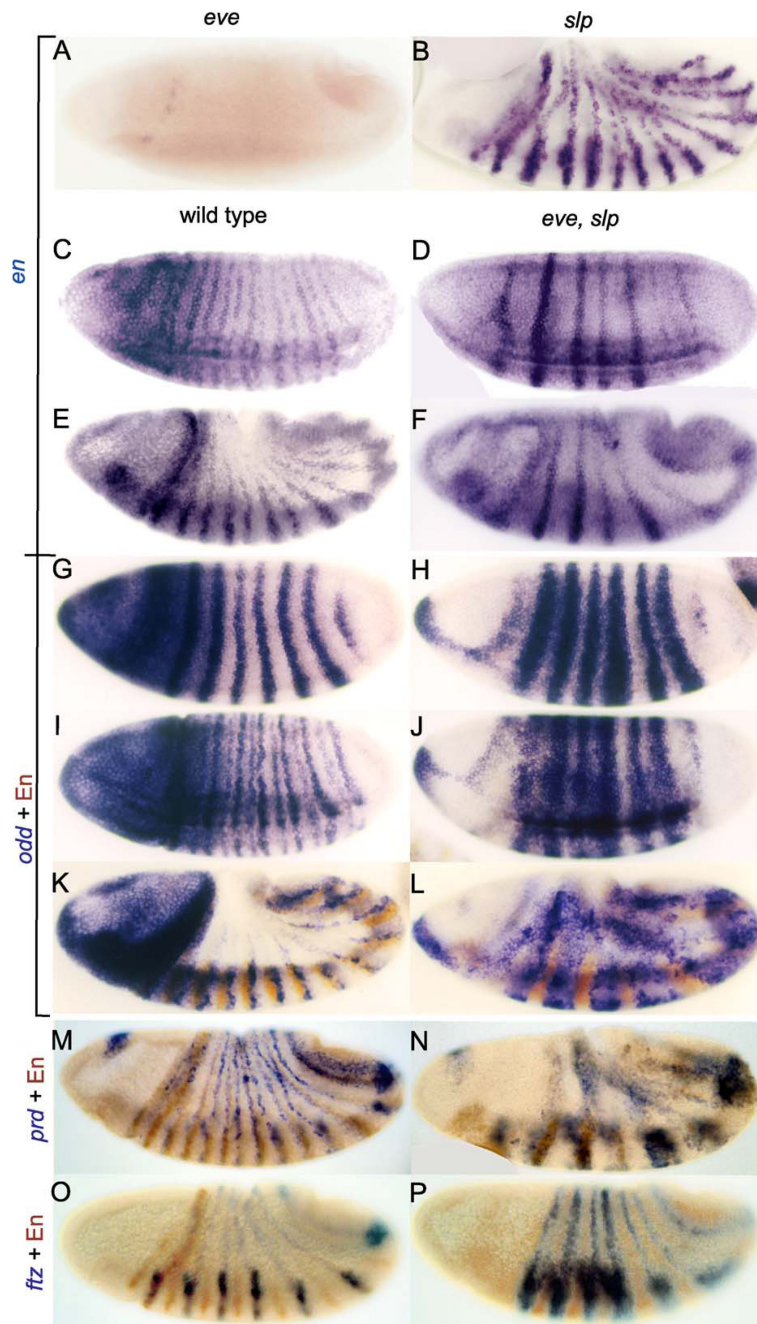 eve slp
A B
wild type eve, slp
C D
en
E F
G H
I J
odd + En
K L
M N
prd + En
O P
ftz + En